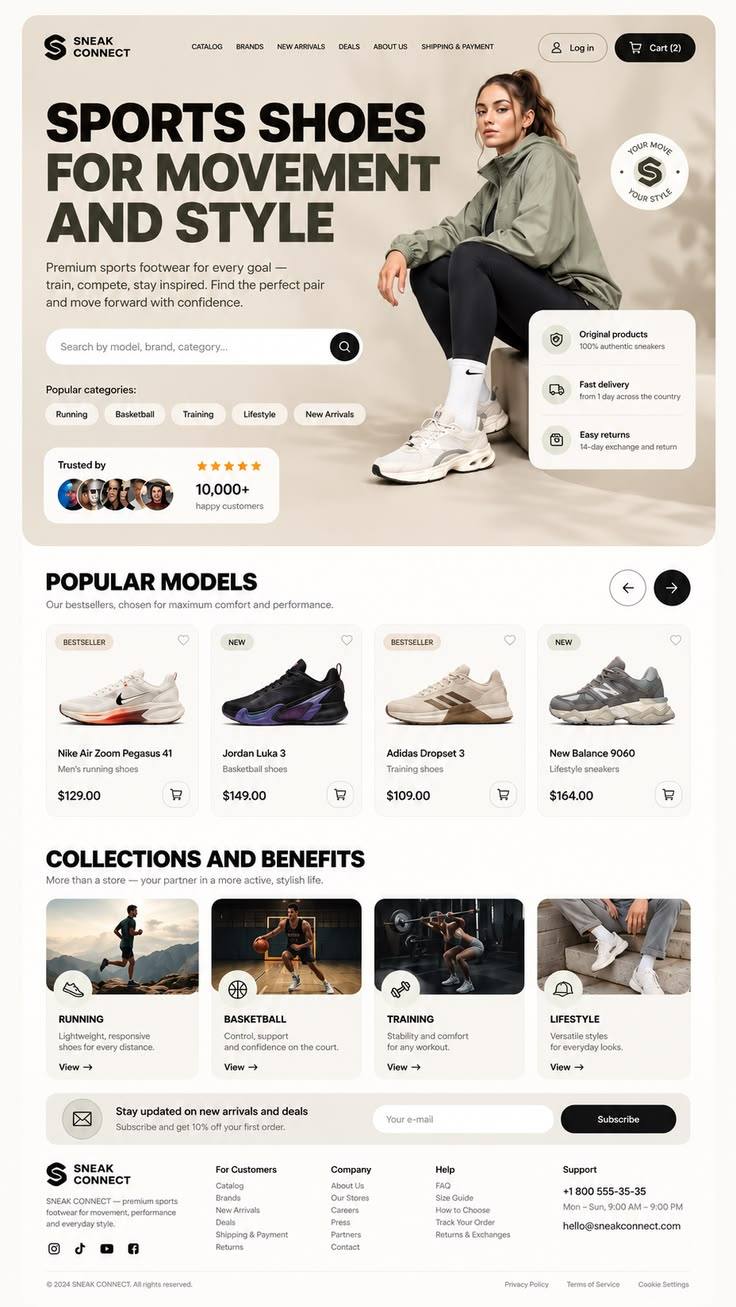 SNEAK
CONNECT
CATALOG BRANDS NEW ARRIVALS DEALS ABOUT US SHIPPING & PAYMENT
Log in
Cart (2)
SPORTS SHOES
FOR MOVEMENT
AND STYLE
YOUR MOVE
YOUR STYLE
Premium sports footwear for every goal —
train, compete, stay inspired. Find the perfect pair
and move forward with confidence.
Search by model, brand, category...
Popular categories:
Running Basketball Training Lifestyle New Arrivals
Original products
100% authentic sneakers
Fast delivery
from 1 day across the country
Easy returns
14-day exchange and return
Trusted by
10,000+
happy customers
POPULAR MODELS
Our bestsellers, chosen for maximum comfort and performance.
BESTSELLER
Nike Air Zoom Pegasus 41
Men's running shoes
$129.00
NEW
Jordan Luka 3
Basketball shoes
$149.00
BESTSELLER
Adidas Dropset 3
Training shoes
$109.00
NEW
New Balance 9060
Lifestyle sneakers
$164.00
COLLECTIONS AND BENEFITS
More than a store — your partner in a more active, stylish life.
RUNNING
Lightweight, responsive
shoes for every distance.
View →
BASKETBALL
Control, support
and confidence on the court.
View →
TRAINING
Stability and comfort
for any workout.
View →
LIFESTYLE
Versatile styles
for everyday looks.
View →
Stay updated on new arrivals and deals
Subscribe and get 10% off your first order.
Your e-mail
Subscribe
SNEAK
CONNECT
SNEAK CONNECT — premium sports
footwear for movement, performance
and everyday style.
For Customers
Catalog
Brands
New Arrivals
Deals
Shipping & Payment
Returns
Company
About Us
Our Stores
Careers
Press
Partners
Contact
Help
FAQ
Size Guide
How to Choose
Track Your Order
Returns & Exchanges
Support
+1 800 555-35-35
Mon – Sun, 9:00 AM – 9:00 PM
hello@sneakconnect.com
© 2024 SNEAK CONNECT. All rights reserved.
Privacy Policy Terms of Service Cookie Settings